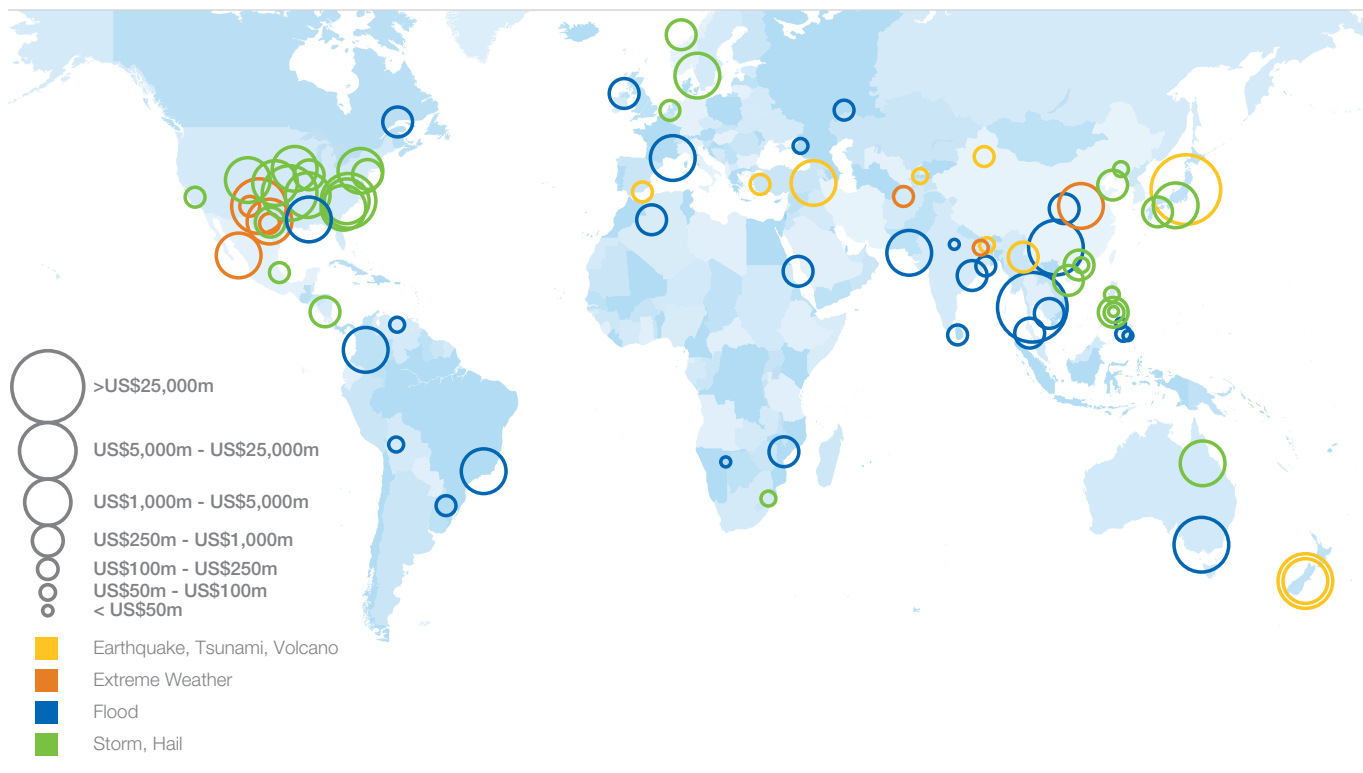 >US$25,000m
US$5,000m - US$25,000m
US$1,000m - US$5,000m
US$250m - US$1,000m
US$100m - US$250m
US$50m - US$100m
< US$50m
Earthquake, Tsunami, Volcano
Extreme Weather
Flood
Storm, Hail